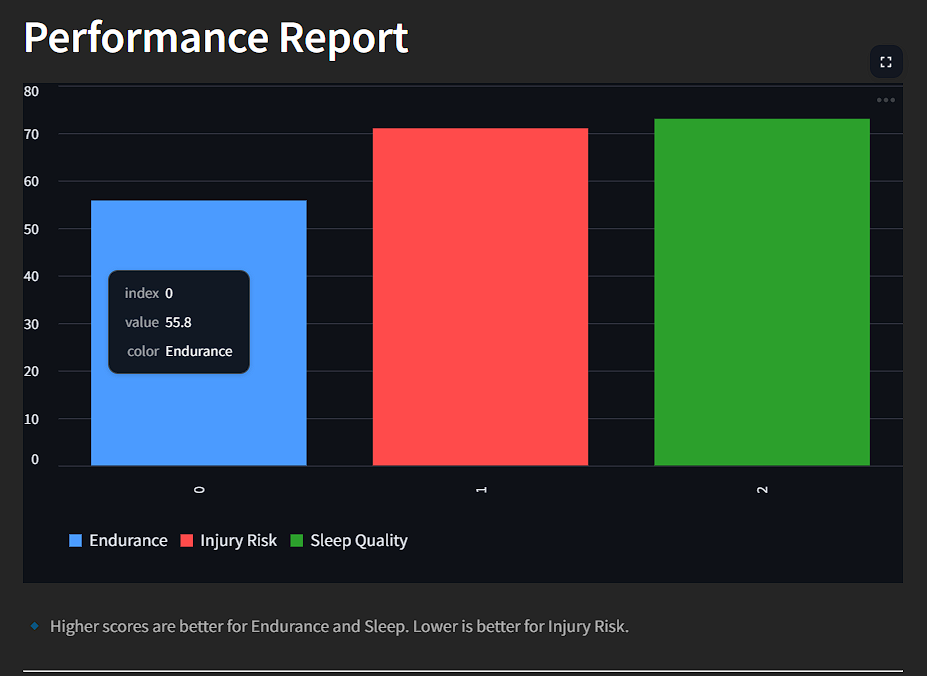 Performance Report
80
70
60
50
40
30
20
10
0
index 0
value 55.8
color Endurance
0
1
2
Endurance Injury Risk Sleep Quality
Higher scores are better for Endurance and Sleep. Lower is better for Injury Risk.